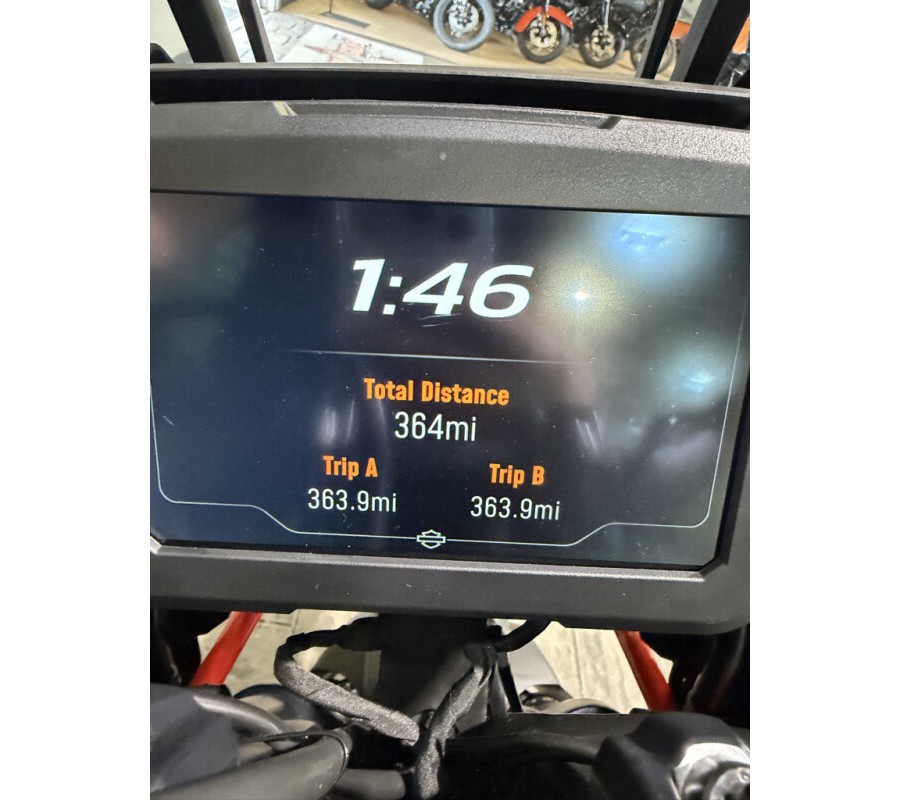 1:46
Total Distance
364mi
Trip A Trip B
363.9mi 363.9mi